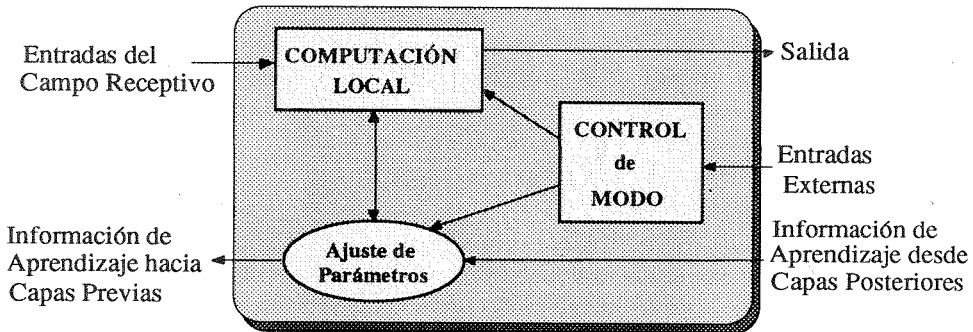 Entradas del
Campo Receptivo
COMPUTACIÓN
LOCAL
Salida
CONTROL
de
MODO
Entradas
Externas
Información de
Aprendizaje hacia
Capas Previas
Ajuste de
Parámetros
Información de
Aprendizaje desde
Capas Posteriores